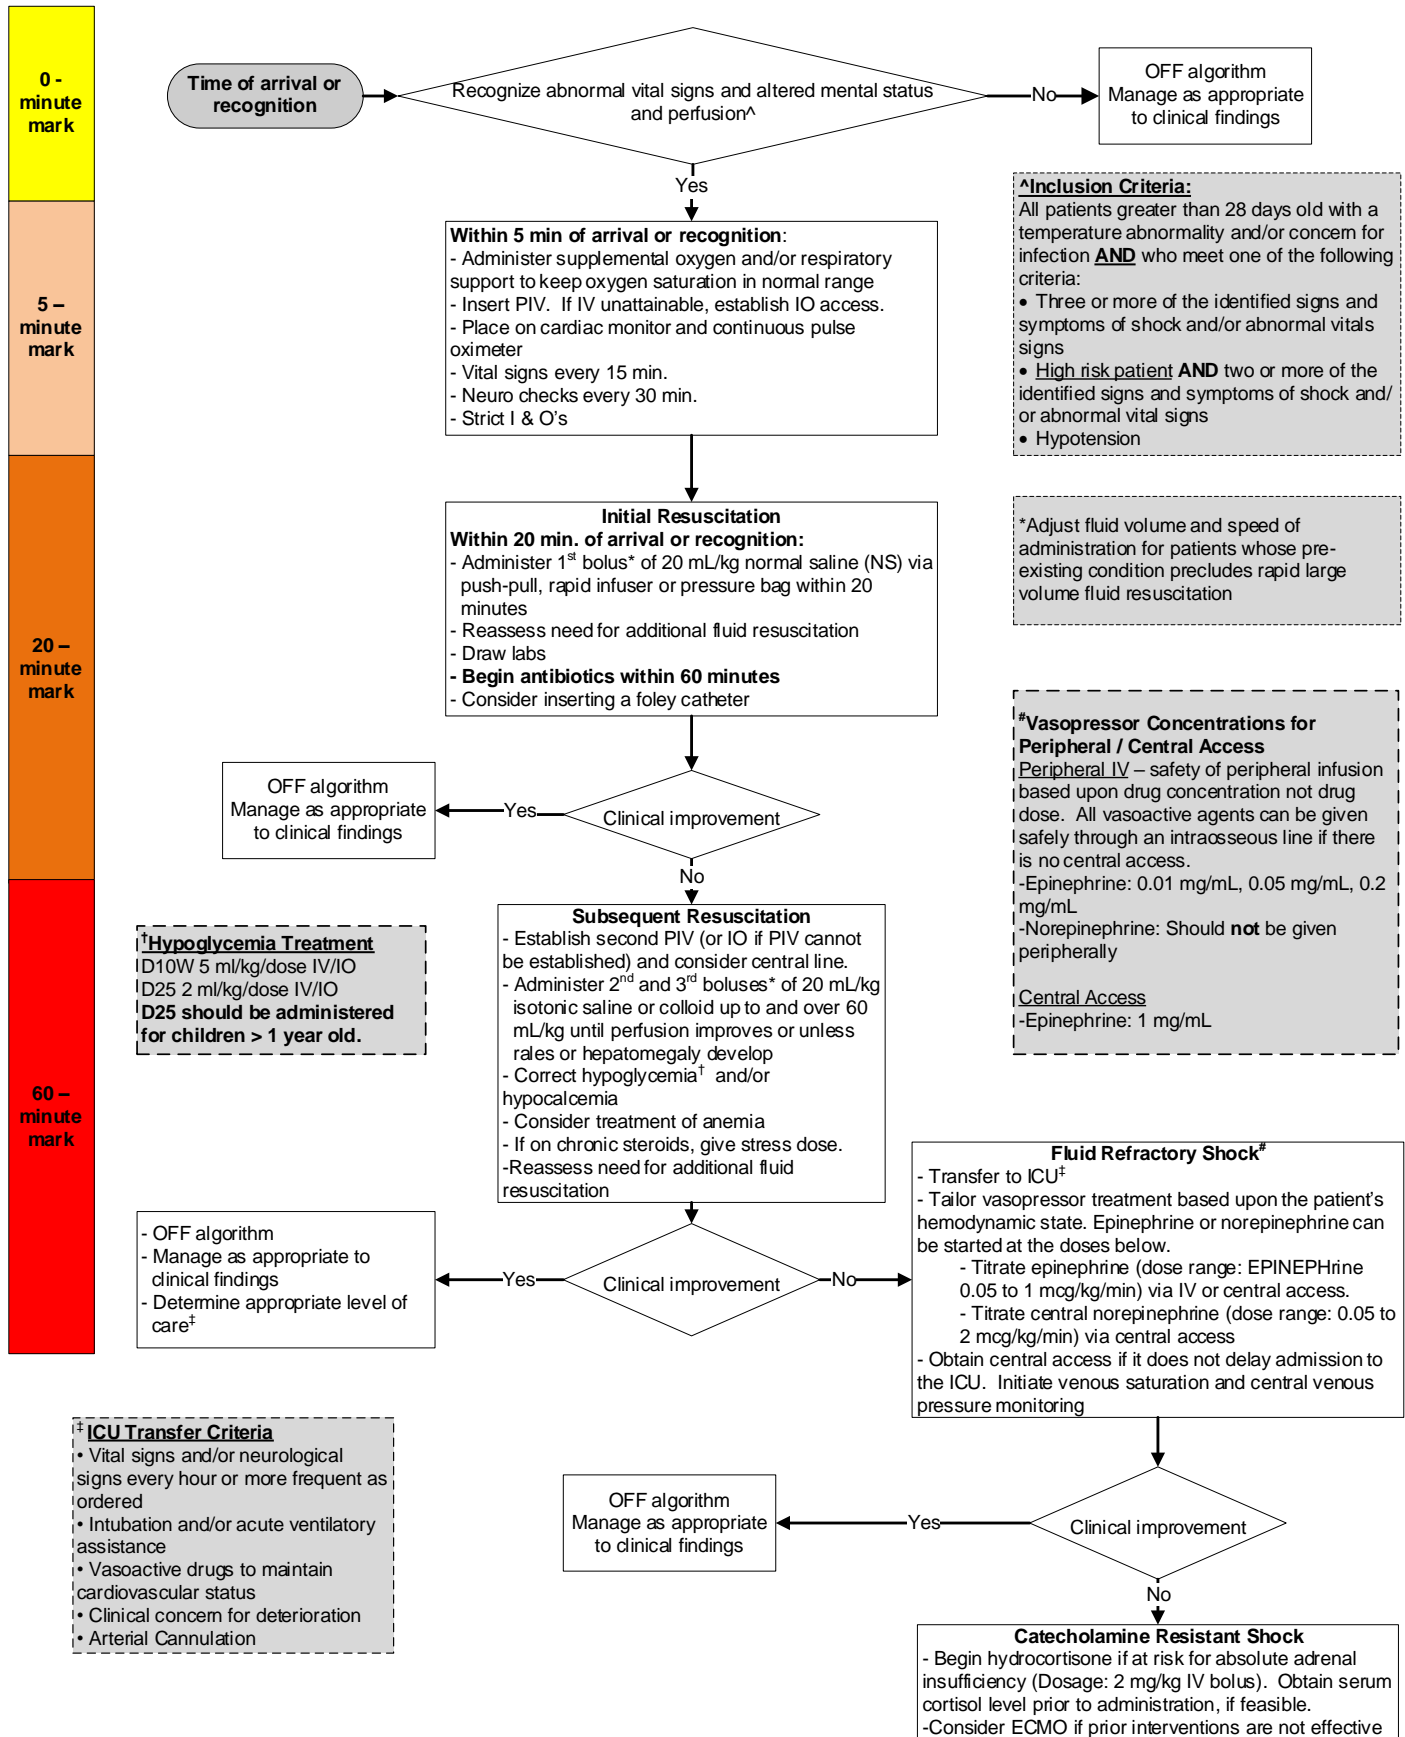 0 -
minute
mark
Time of arrival or
recognition
Recognize abnormal vital signs and altered mental status
and perfusion^
No
OFF algorithm
Manage as appropriate
to clinical findings
Yes
^Inclusion Criteria:
All patients greater than 28 days old with a
temperature abnormality and/or concern for
infection AND who meet one of the following
criteria:
• Three or more of the identified signs and
symptoms of shock and/or abnormal vitals
signs
• High risk patient AND two or more of the
identified signs and symptoms of shock and/
or abnormal vital signs
• Hypotension
5 –
minute
mark
Within 5 min of arrival or recognition:
- Administer supplemental oxygen and/or respiratory
support to keep oxygen saturation in normal range
- Insert PIV. If IV unattainable, establish IO access.
- Place on cardiac monitor and continuous pulse
oximeter
- Vital signs every 15 min.
- Neuro checks every 30 min.
- Strict I & O's
*Adjust fluid volume and speed of
administration for patients whose pre-
existing condition precludes rapid large
volume fluid resuscitation
20 –
minute
mark
Initial Resuscitation
Within 20 min. of arrival or recognition:
- Administer 1st bolus* of 20 mL/kg normal saline (NS) via
push-pull, rapid infuser or pressure bag within 20
minutes
- Reassess need for additional fluid resuscitation
- Draw labs
- Begin antibiotics within 60 minutes
- Consider inserting a foley catheter
#Vasopressor Concentrations for
Peripheral / Central Access
Peripheral IV – safety of peripheral infusion
based upon drug concentration not drug
dose. All vasoactive agents can be given
safely through an intraosseous line if there
is no central access.
-Epinephrine: 0.01 mg/mL, 0.05 mg/mL, 0.2
mg/mL
-Norepinephrine: Should not be given
peripherally
Central Access
-Epinephrine: 1 mg/mL
OFF algorithm
Manage as appropriate
to clinical findings
Yes
Clinical improvement
No
60 –
minute
mark
†Hypoglycemia Treatment
D10W 5 ml/kg/dose IV/IO
D25 2 ml/kg/dose IV/IO
D25 should be administered
for children > 1 year old.
Subsequent Resuscitation
- Establish second PIV (or IO if PIV cannot
be established) and consider central line.
- Administer 2nd and 3rd boluses* of 20 mL/kg
isotonic saline or colloid up to and over 60
mL/kg until perfusion improves or unless
rales or hepatomegaly develop
- Correct hypoglycemia† and/or
hypocalcemia
- Consider treatment of anemia
- If on chronic steroids, give stress dose.
-Reassess need for additional fluid
resuscitation
- OFF algorithm
- Manage as appropriate to
clinical findings
- Determine appropriate level of
care‡
Yes
Clinical improvement
No
Fluid Refractory Shock#
- Transfer to ICU‡
- Tailor vasopressor treatment based upon the patient's
hemodynamic state. Epinephrine or norepinephrine can
be started at the doses below.
- Titrate epinephrine (dose range: EPINEPHrine
0.05 to 1 mcg/kg/min) via IV or central access.
- Titrate central norepinephrine (dose range: 0.05 to
2 mcg/kg/min) via central access
- Obtain central access if it does not delay admission to
the ICU. Initiate venous saturation and central venous
pressure monitoring
‡ ICU Transfer Criteria
• Vital signs and/or neurological
signs every hour or more frequent as
ordered
• Intubation and/or acute ventilatory
assistance
• Vasoactive drugs to maintain
cardiovascular status
• Clinical concern for deterioration
• Arterial Cannulation
OFF algorithm
Manage as appropriate
to clinical findings
Yes
Clinical improvement
No
Catecholamine Resistant Shock
- Begin hydrocortisone if at risk for absolute adrenal
insufficiency (Dosage: 2 mg/kg IV bolus). Obtain serum
cortisol level prior to administration, if feasible.
-Consider ECMO if prior interventions are not effective